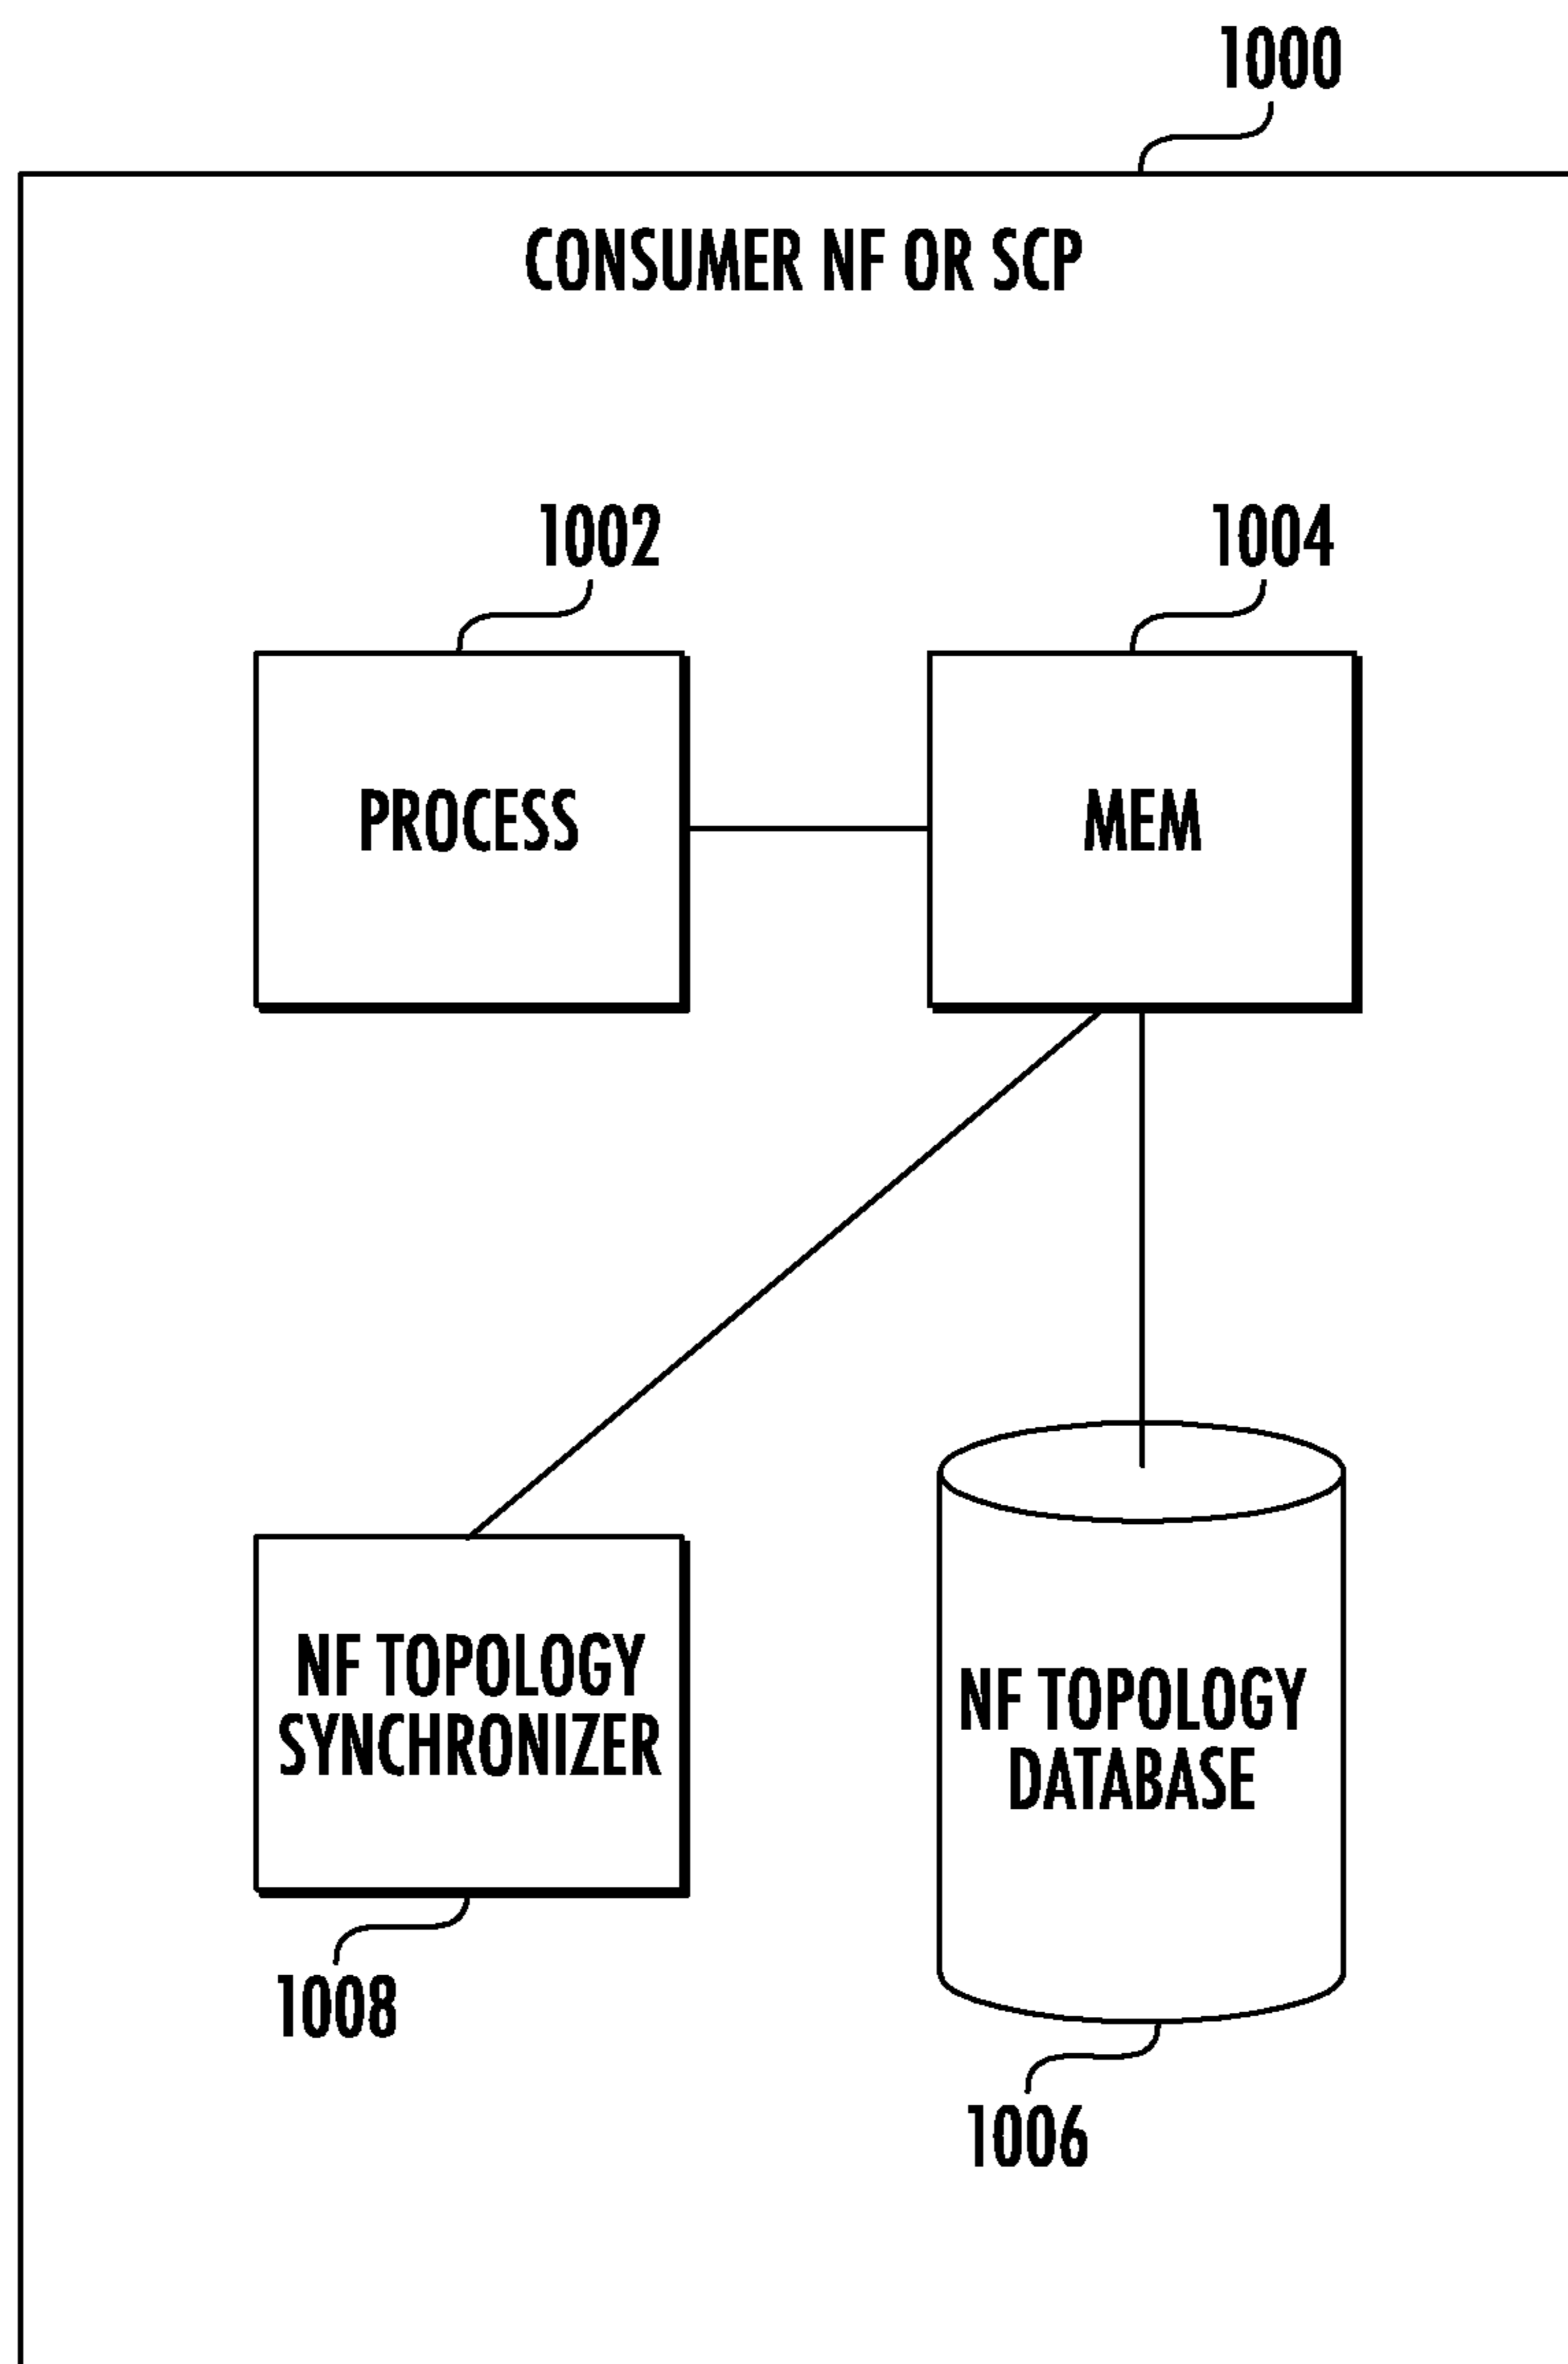 1000
CONSUMER NF OR SCP
1002
1004
PROCESS
MEM
NF TOPOLOGY
SYNCHRONIZER
NF TOPOLOGY
DATABASE
1008
1006